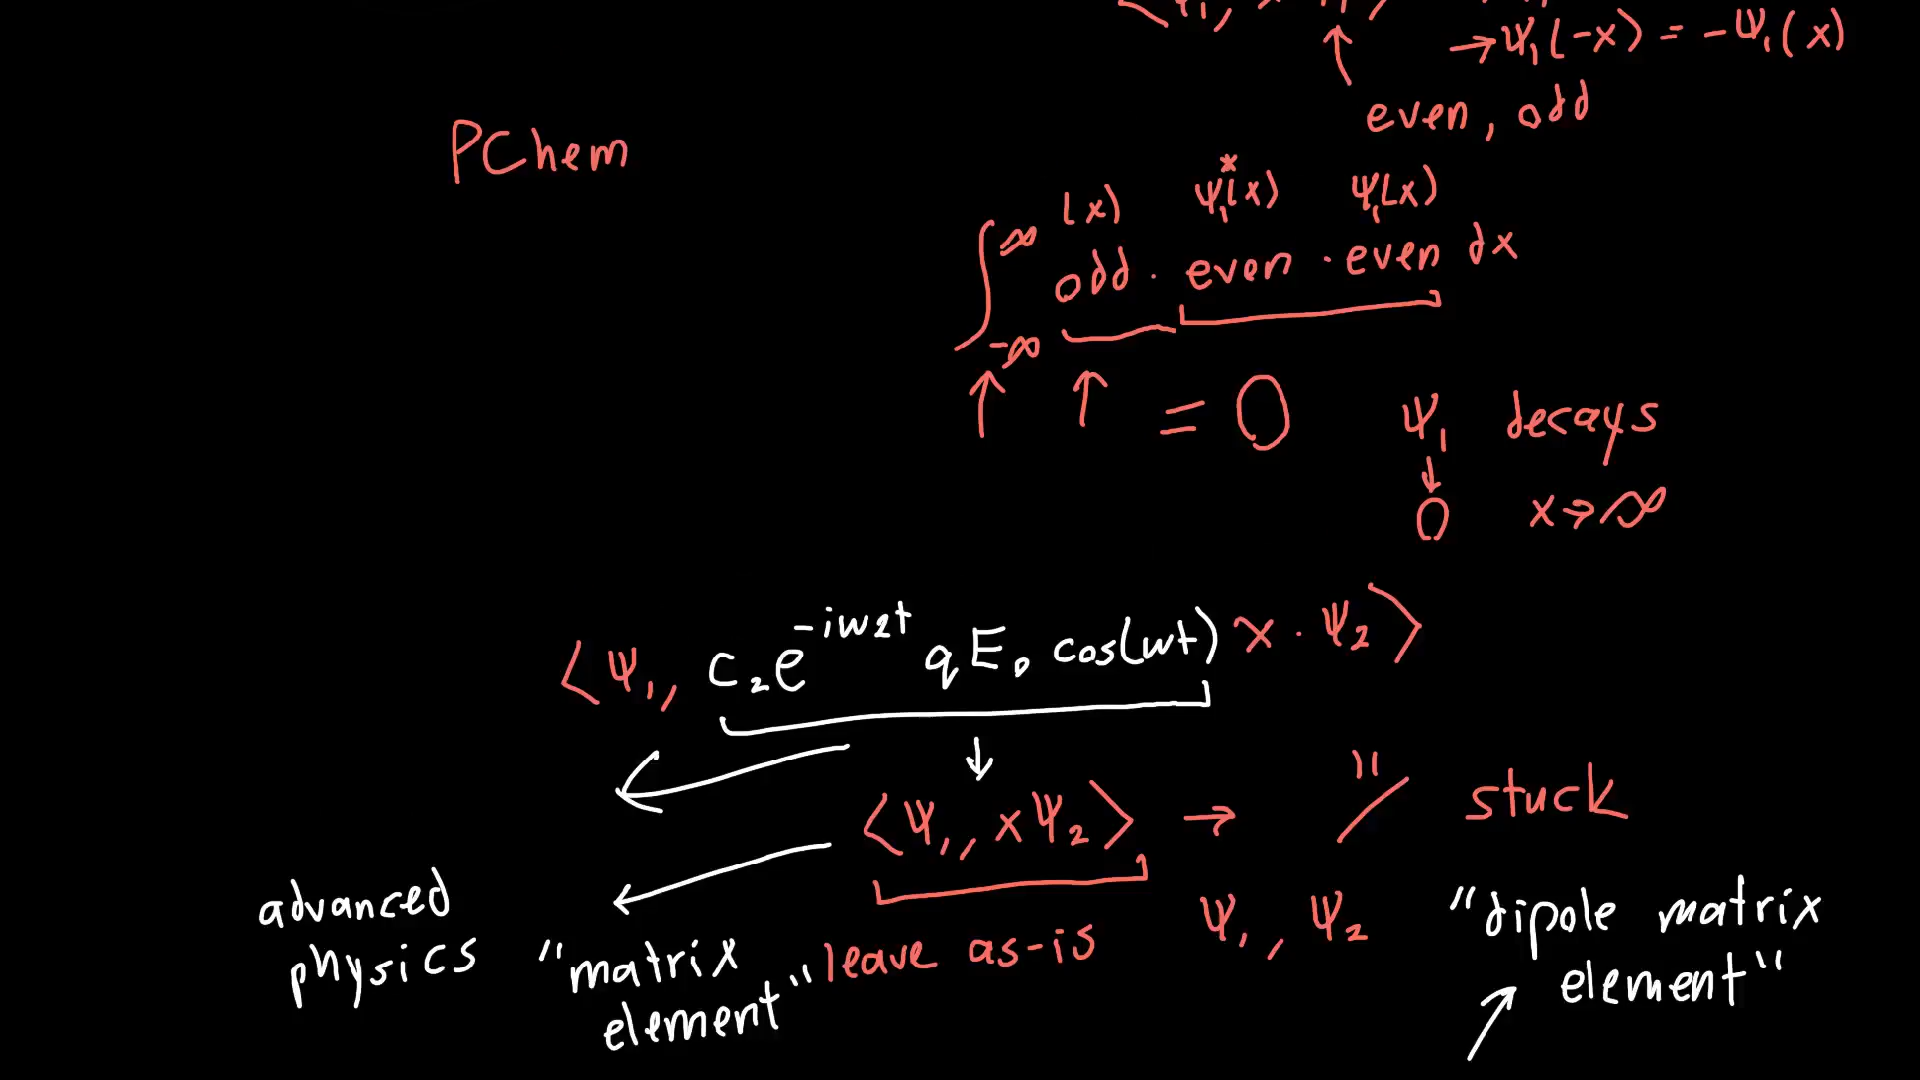 →ψ₁(-x) = -ψ₁(x)
even, odd
PChem
(x) ψ₁*(x) ψ₁(x)
∫_{-∞}^{∞} odd · even · even dx
= 0
ψ₁ decays
↓
0 x→∞
⟨ψ₁, c₂e^{-iw2t} qE₀ cos(wt) x · ψ₂⟩
⟨ψ₁, xψ₂⟩ → " / stuck
advanced
physics
"matrix
element"
leave as-is
ψ₁, ψ₂
"dipole matrix
element"